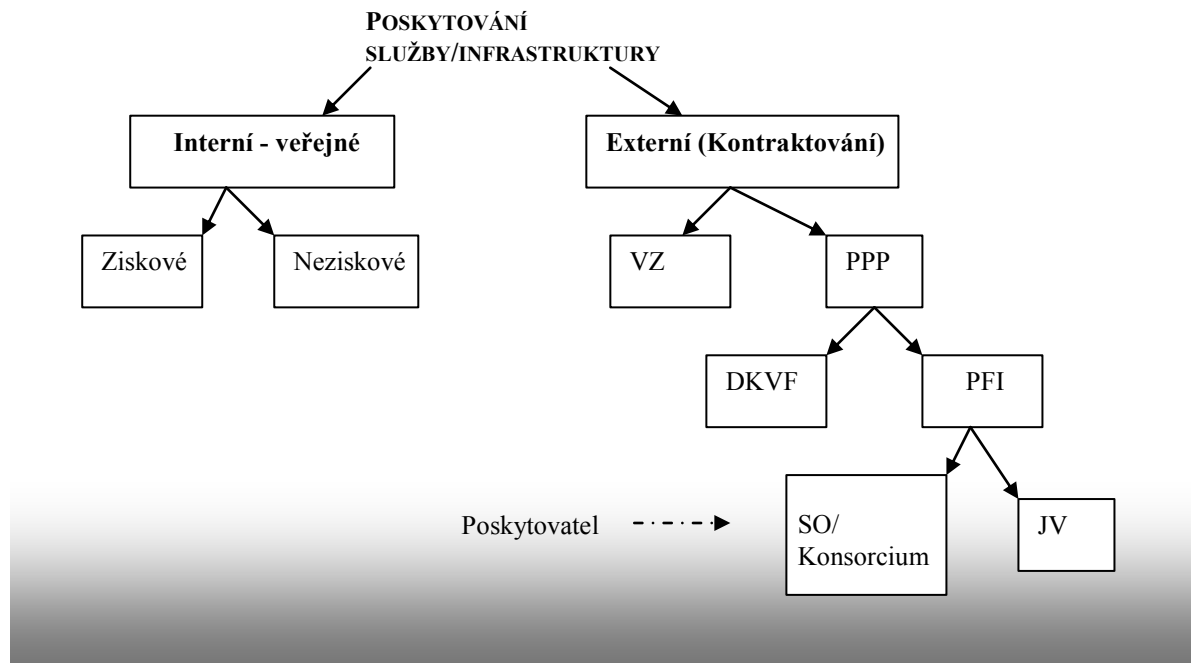 POSKYTOVÁNÍ
SLUŽBY/INFRASTRUKTURY
Interní - veřejné
Externí (Kontraktování)
Ziskové
Neziskové
VZ
PPP
DKVF
PFI
Poskytovatel
SO/
Konsorcium
JV